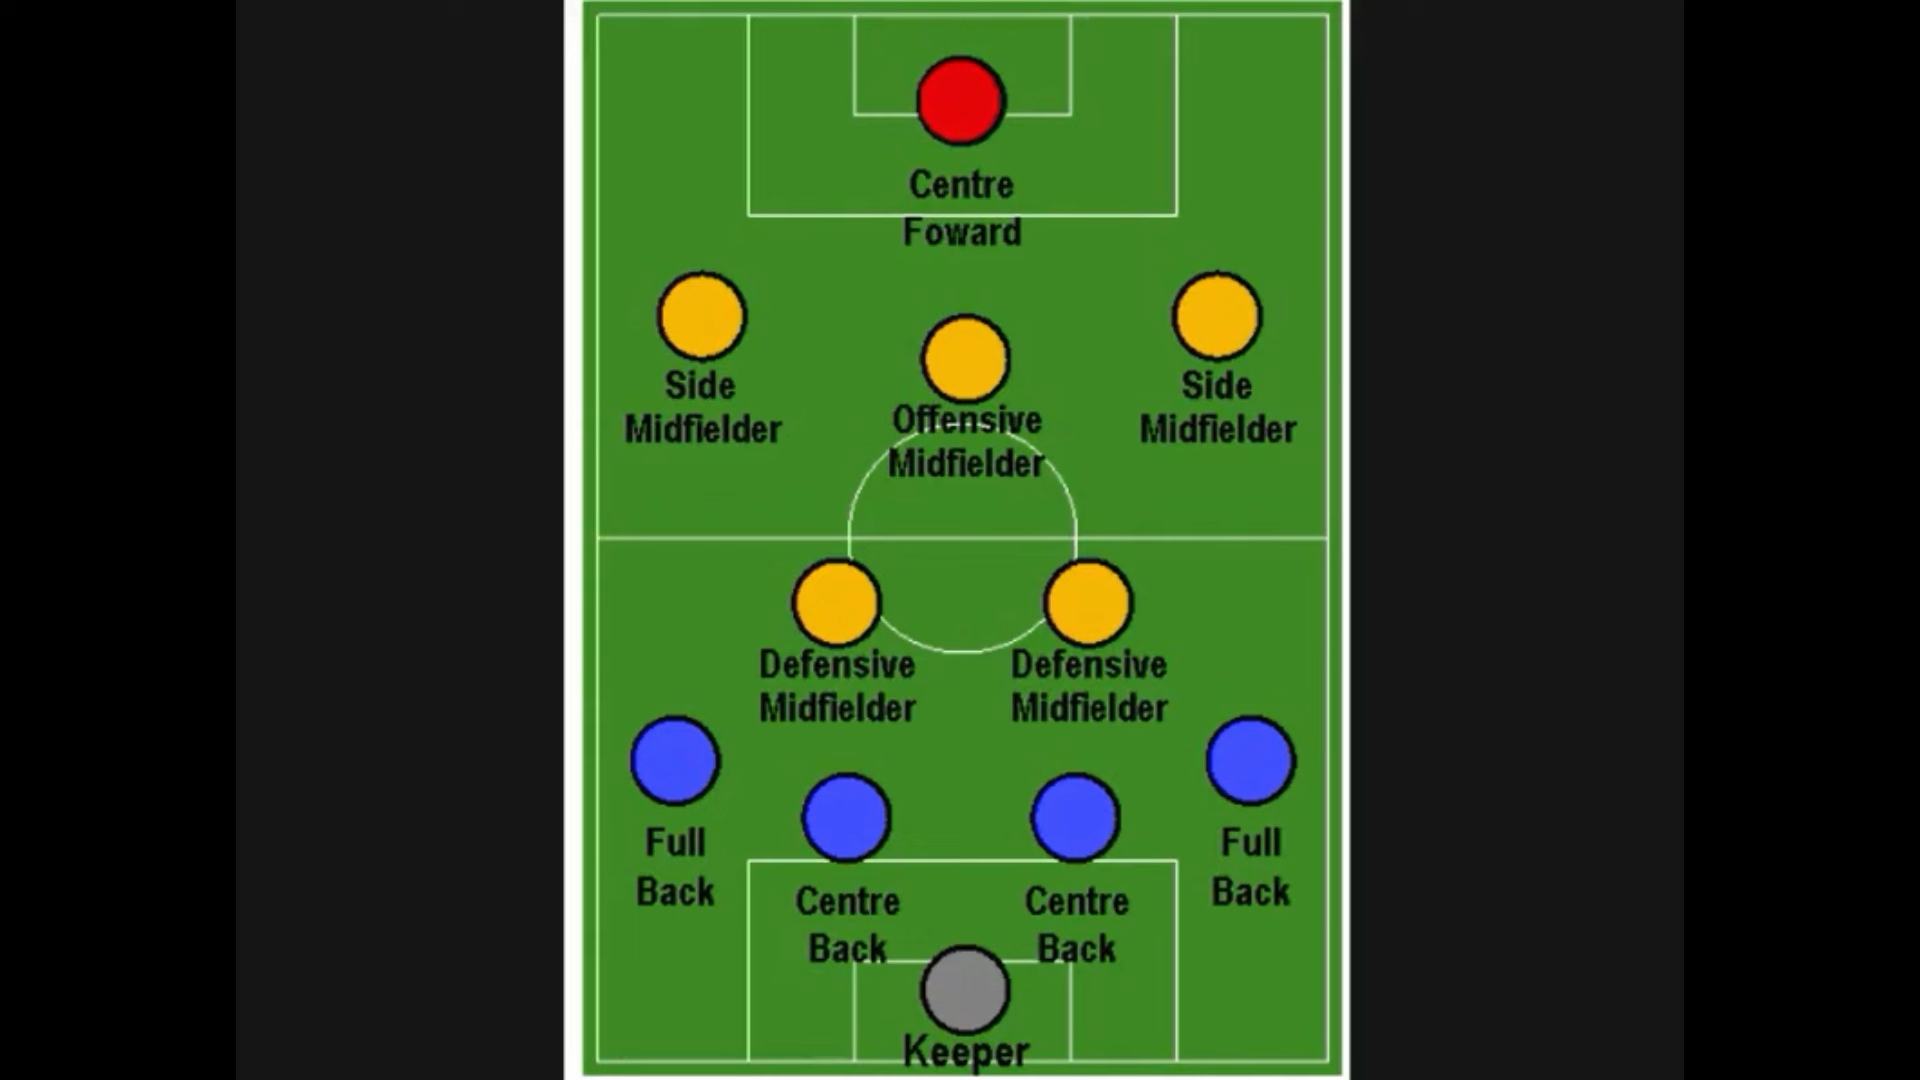 Centre
Foward
Side
Midfielder
Offensive
Midfielder
Side
Midfielder
Defensive
Midfielder
Defensive
Midfielder
Full
Back
Centre
Back
Centre
Back
Full
Back
Keeper